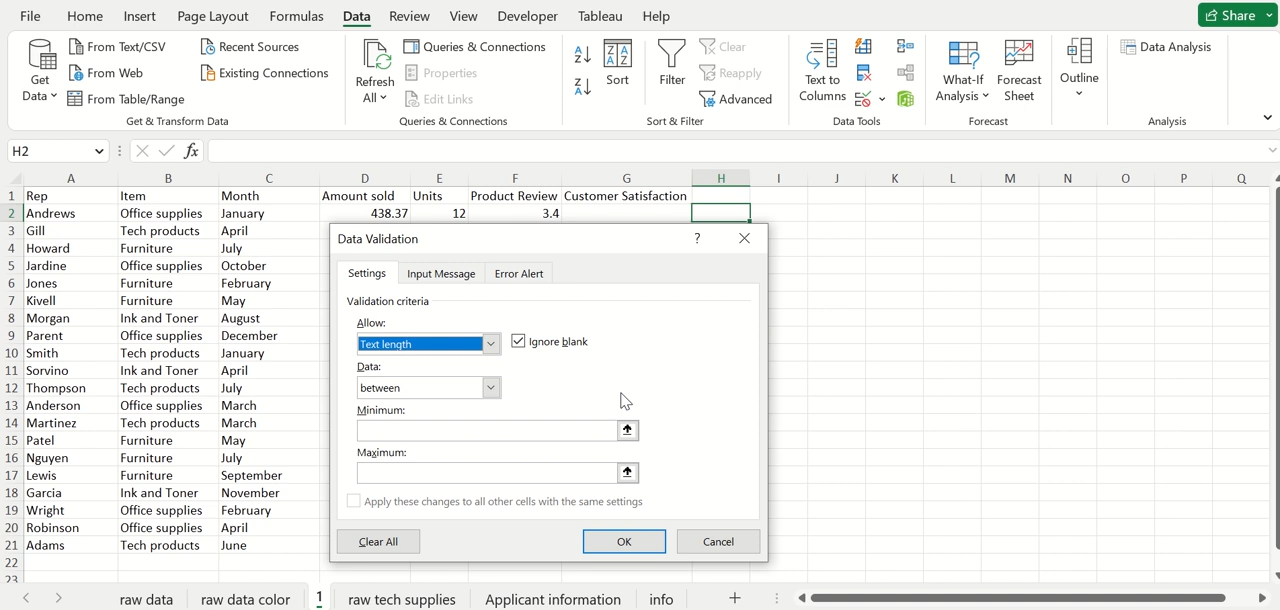 File Home Insert Page Layout Formulas Data Review View Developer Tableau Help Share
Get Data
From Text/CSV
From Web
From Table/Range
Recent Sources
Existing Connections
Get & Transform Data
Refresh All
Queries & Connections
Properties
Edit Links
Queries & Connections
Sort
Filter
Clear
Reapply
Advanced
Sort & Filter
Text to
Columns
Data Tools
What-If
Analysis
Forecast
Sheet
Forecast
Outline
Data Analysis
Analysis
H2 fx
A B C D E F G H I J K L M N O P Q
1 Rep Item Month Amount sold Units Product Review Customer Satisfaction
2 Andrews Office supplies January 438.37 12 3.4
3 Gill Tech products April
4 Howard Furniture July
5 Jardine Office supplies October
6 Jones Furniture February
7 Kivell Furniture May
8 Morgan Ink and Toner August
9 Parent Office supplies December
10 Smith Tech products January
11 Sorvino Ink and Toner April
12 Thompson Tech products July
13 Anderson Office supplies March
14 Martinez Tech products March
15 Patel Furniture May
16 Nguyen Furniture July
17 Lewis Furniture September
18 Garcia Ink and Toner November
19 Wright Office supplies February
20 Robinson Office supplies April
21 Adams Tech products June
22
23
Data Validation ?
Settings Input Message Error Alert
Validation criteria
Allow:
Text length Ignore blank
Data:
between
Minimum:
Maximum:
Apply these changes to all other cells with the same settings
Clear All OK Cancel
raw data raw data color 1 raw tech supplies Applicant information info